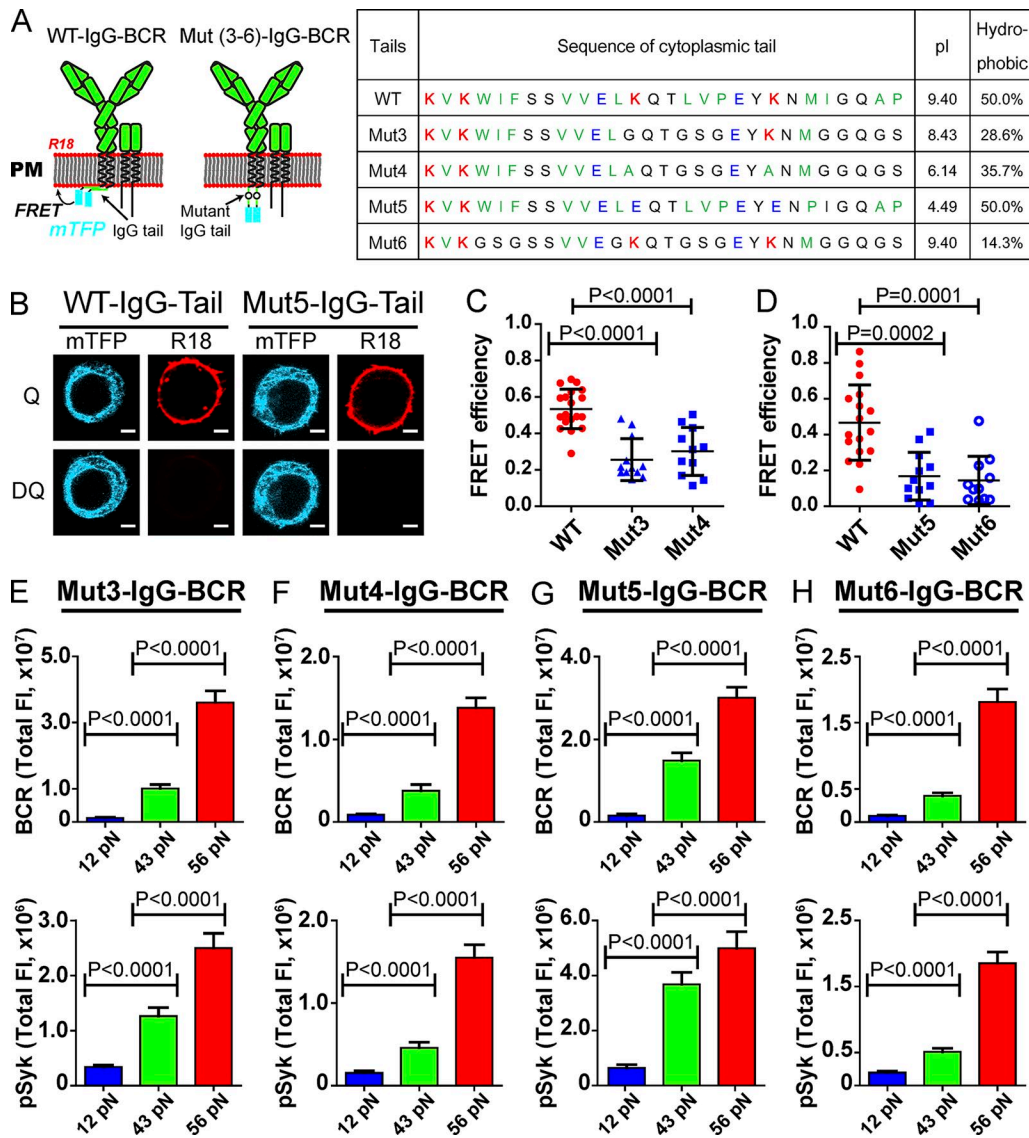 A
WT-IgG-BCR
Mut (3-6)-IgG-BCR
R18
PM
FRET
mTFP
IgG tail
Mutant
IgG tail
Tails Sequence of cytoplasmic tail pI Hydro-
phobic
WT K V K W I F S S V V E L K Q T L V P E Y K N M I G Q A P 9.40 50.0%
Mut3 K V K W I F S S V V E L G Q T G S G E Y K N M G G Q G S 8.43 28.6%
Mut4 K V K W I F S S V V E L A Q T G S G E Y A N M G G Q G S 6.14 35.7%
Mut5 K V K W I F S S V V E L E Q T L V P E Y E N P I G Q A P 4.49 50.0%
Mut6 K V K G S G S S V V E G K Q T G S G E Y K N M G G Q G S 9.40 14.3%
B
WT-IgG-Tail Mut5-IgG-Tail
mTFP R18 mTFP R18
Q
DQ
C
P<0.0001
P<0.0001
FRET efficiency
1.0
0.8
0.6
0.4
0.2
0.0
WT Mut3 Mut4
D
P=0.0001
P=0.0002
FRET efficiency
1.0
0.8
0.6
0.4
0.2
0.0
WT Mut5 Mut6
E Mut3-IgG-BCR
P<0.0001
P<0.0001
BCR (Total FI, x10⁷)
5.0
3.0
1.0
0
12 pN 43 pN 56 pN
P<0.0001
P<0.0001
pSyk (Total FI, x10⁶)
3.0
2.0
1.0
0
12 pN 43 pN 56 pN
F Mut4-IgG-BCR
P<0.0001
P<0.0001
BCR (Total FI, x10⁷)
2.0
1.0
0
12 pN 43 pN 56 pN
P<0.0001
P<0.0001
pSyk (Total FI, x10⁶)
2.0
1.0
0
12 pN 43 pN 56 pN
G Mut5-IgG-BCR
P<0.0001
P<0.0001
BCR (Total FI, x10⁷)
4.0
2.0
0
12 pN 43 pN 56 pN
P<0.0001
P<0.0001
pSyk (Total FI, x10⁶)
6.0
4.0
2.0
0
12 pN 43 pN 56 pN
H Mut6-IgG-BCR
P<0.0001
P<0.0001
BCR (Total FI, x10⁷)
2.5
1.5
0.5
0
12 pN 43 pN 56 pN
P<0.0001
P<0.0001
pSyk (Total FI, x10⁶)
2.5
1.5
0.5
0
12 pN 43 pN 56 pN